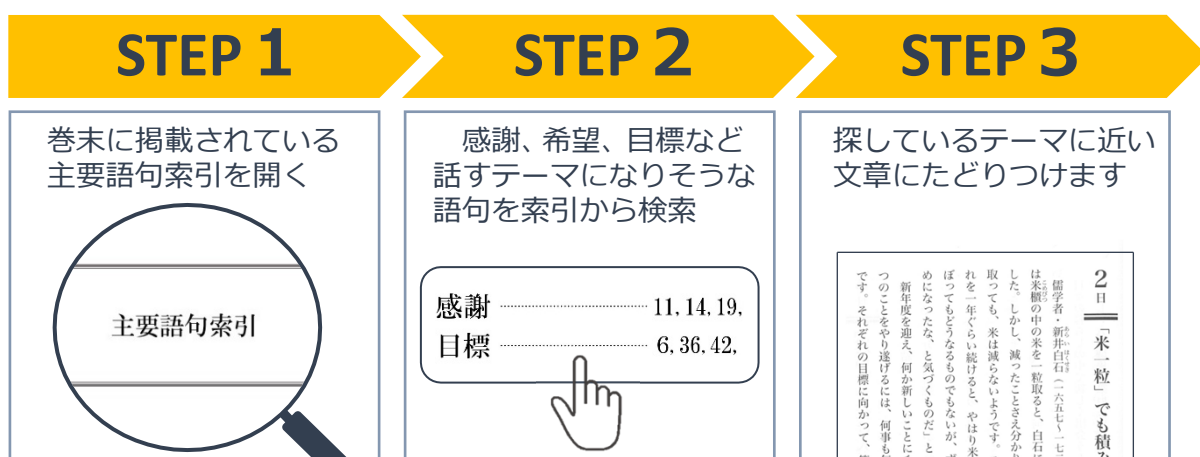 STEP 1
巻末に掲載されている
主要語句索引を開く
主要語句索引
STEP 2
感謝、希望、目標など
話すテーマになりそうな
語句を索引から検索
感謝 11, 14, 19,
目標 6, 36, 42,
STEP 3
探しているテーマに近い
文章にたどりつけます
2日
「米一粒」でも積み
儒学者・新井白石(一六五七〜一七二
は米櫃の中の米を一粒取ると、白石に
した。しかし、減ったことさえ分かり
取っても、米は減らないようです。
れを一年ぐらい続けると、やはり米
ぼってもどうなるものでもないが、
めになったな、と気づくものだ」と
新年度を迎え、何か新しいことに
つのことをやり遂げるには、何事も
です。それぞれの目標に向かって、